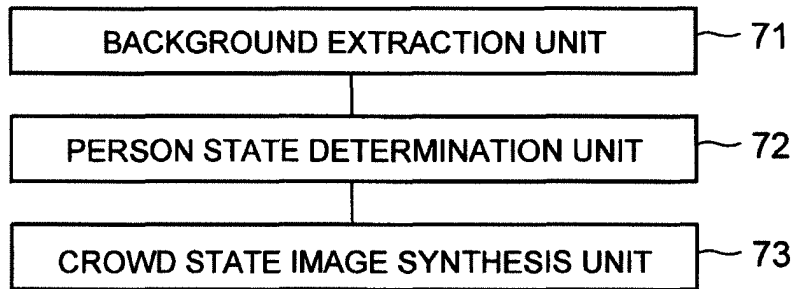 BACKGROUND EXTRACTION UNIT 71
PERSON STATE DETERMINATION UNIT 72
CROWD STATE IMAGE SYNTHESIS UNIT 73